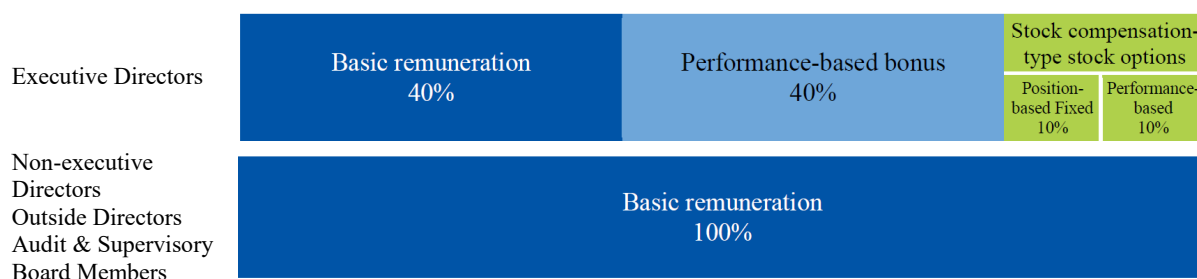 Executive Directors
Basic remuneration
40%
Performance-based bonus
40%
Stock compensation-
type stock options
Position-
based Fixed
10%
Performance-
based
10%
Non-executive
Directors
Outside Directors
Audit & Supervisory
Board Members
Basic remuneration
100%